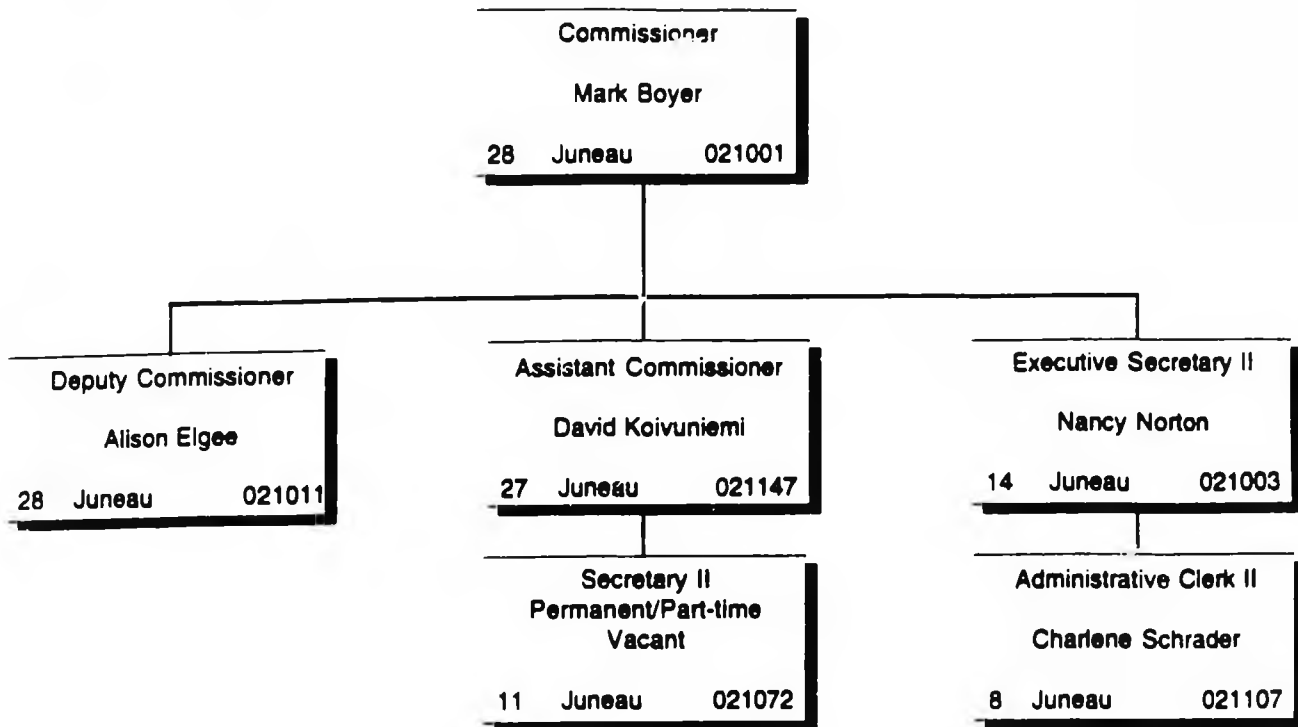 Commissioner
Mark Boyer
28 Juneau 021001
Deputy Commissioner
Alison Elgee
28 Juneau 021011
Assistant Commissioner
David Koivuniemi
27 Juneau 021147
Executive Secretary II
Nancy Norton
14 Juneau 021003
Secretary II
Permanent/Part-time
Vacant
11 Juneau 021072
Administrative Clerk II
Charlene Schrader
8 Juneau 021107